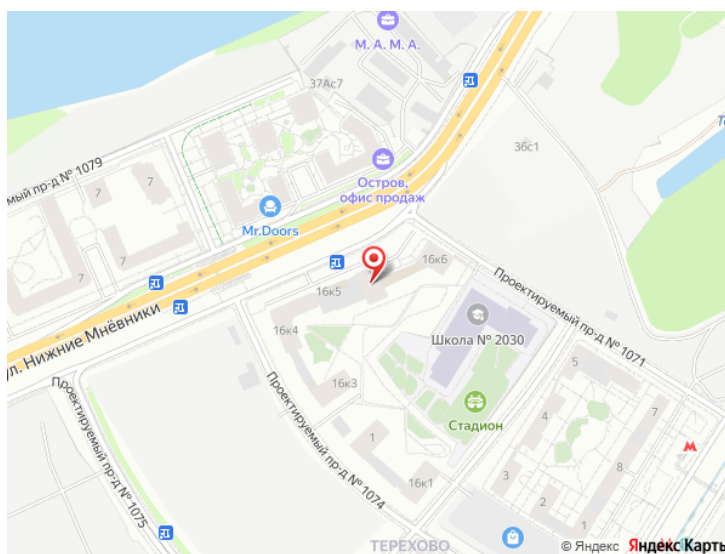 М. А. М. А.
37Ас7
36с1
Проектируемый пр-д № 1079
7
7
7
Остров,
офис продаж
Mr.Doors
16к6
16к5
16к4
16к3
16к1
1
Проектируемый пр-д № 1071
Школа № 2030
Стадион
ул. Нижние Мнёвники
Проектируемый пр-д № 1074
Проектируемый пр-д № 1075
5
4
7
3
8
2
1
ТЕРЕХОВО
© Яндекс Яндекс Карты